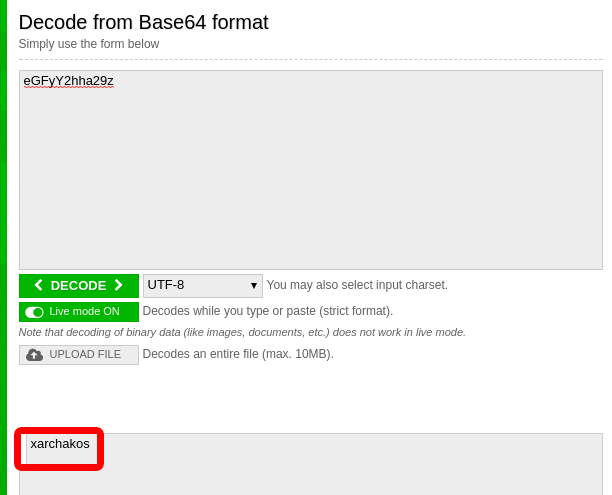 Decode from Base64 format
Simply use the form below
eGFyY2hha29z
DECODE UTF-8 You may also select input charset.
Live mode ON Decodes while you type or paste (strict format).
Note that decoding of binary data (like images, documents, etc.) does not work in live mode.
UPLOAD FILE Decodes an entire file (max. 10MB).
xarchakos